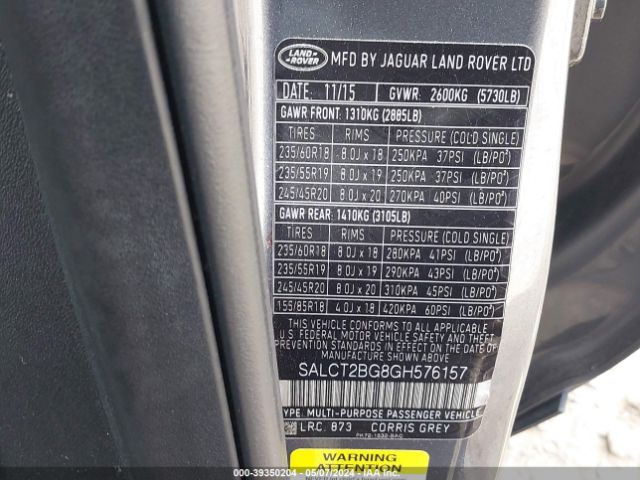 LAND
ROVER
MFD BY JAGUAR LAND ROVER LTD
DATE: 11/15 GVWR: 2600KG (5730LB)
GAWR FRONT: 1310KG (2885LB)
TIRES RIMS PRESSURE (COLD SINGLE)
235/60R18 8.0J x 18 250KPA 37PSI (LB/PO²)
235/55R19 8.0J x 19 250KPA 37PSI (LB/PO²)
245/45R20 8.0J x 20 270KPA 40PSI (LB/PO²)
GAWR REAR: 1410KG (3105LB)
TIRES RIMS PRESSURE (COLD SINGLE)
235/60R18 8.0J x 18 280KPA 41PSI (LB/PO²)
235/55R19 8.0J x 19 290KPA 43PSI (LB/PO²)
245/45R20 8.0J x 20 310KPA 45PSI (LB/PO²)
155/85R18 4.0J x 18 420KPA 60PSI (LB/PO²)
THIS VEHICLE CONFORMS TO ALL APPLICABLE
U.S. FEDERAL MOTOR VEHICLE SAFETY, BUMPER AND
THEFT PREVENTION STANDARDS IN EFFECT ON THE DATE OF
MANUFACTURE SHOWN ABOVE
SALCT2BG8GH576157
TYPE: MULTI-PURPOSE PASSENGER VEHICLE
LRC: 873 CORRIS GREY
WARNING
ATTENTION
©IAA - 39350204 - 05/07/2024 - www.iaai.com